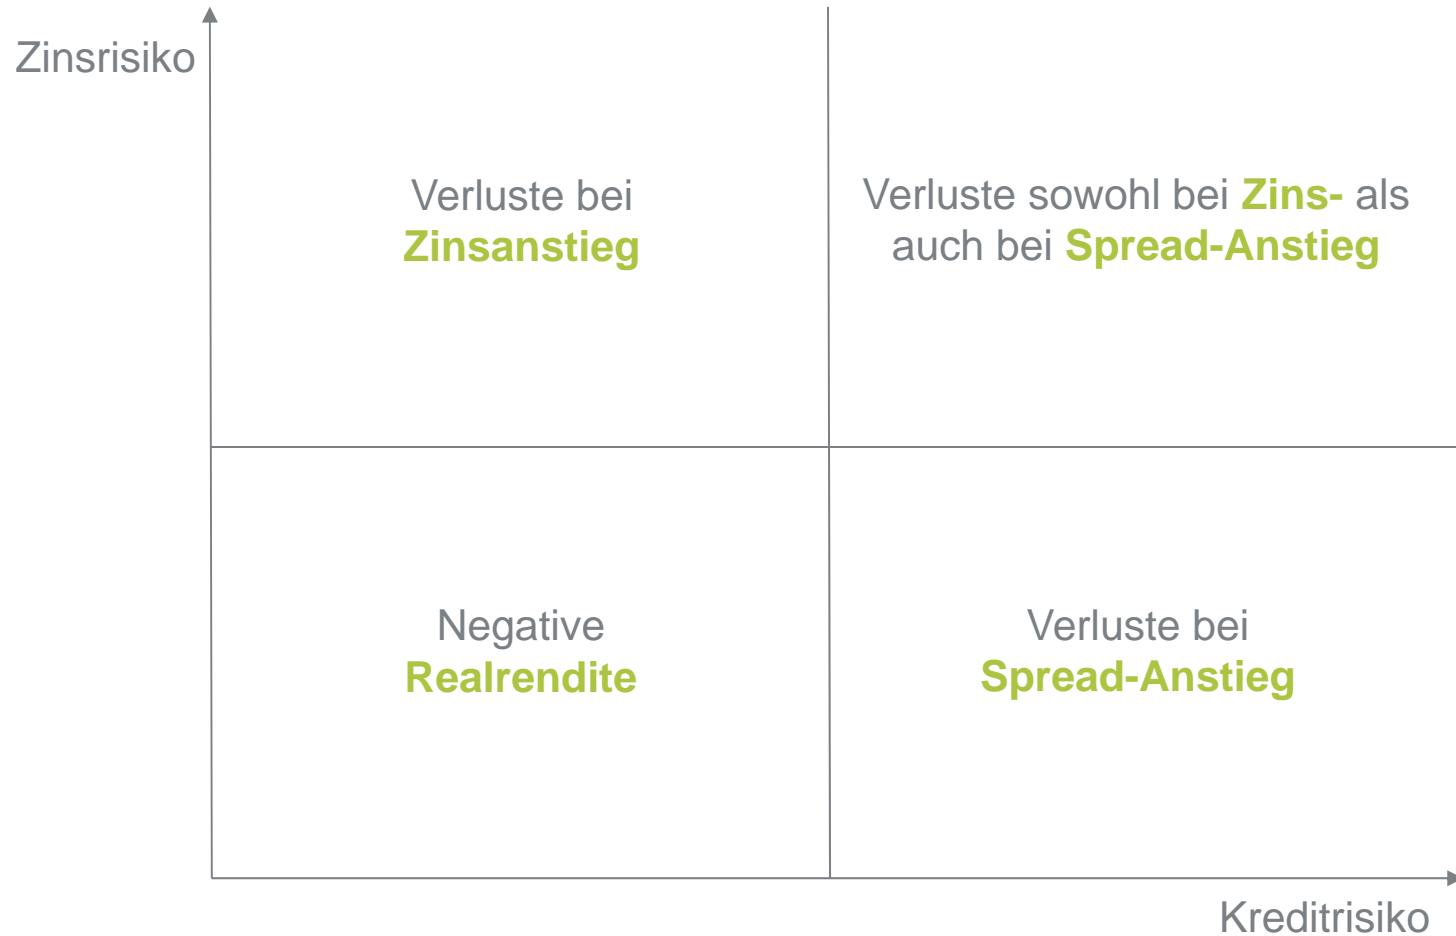 Zinsrisiko
Verluste bei
Zinsanstieg
Verluste sowohl bei Zins- als
auch bei Spread-Anstieg
Negative
Realrendite
Verluste bei
Spread-Anstieg
Kreditrisiko